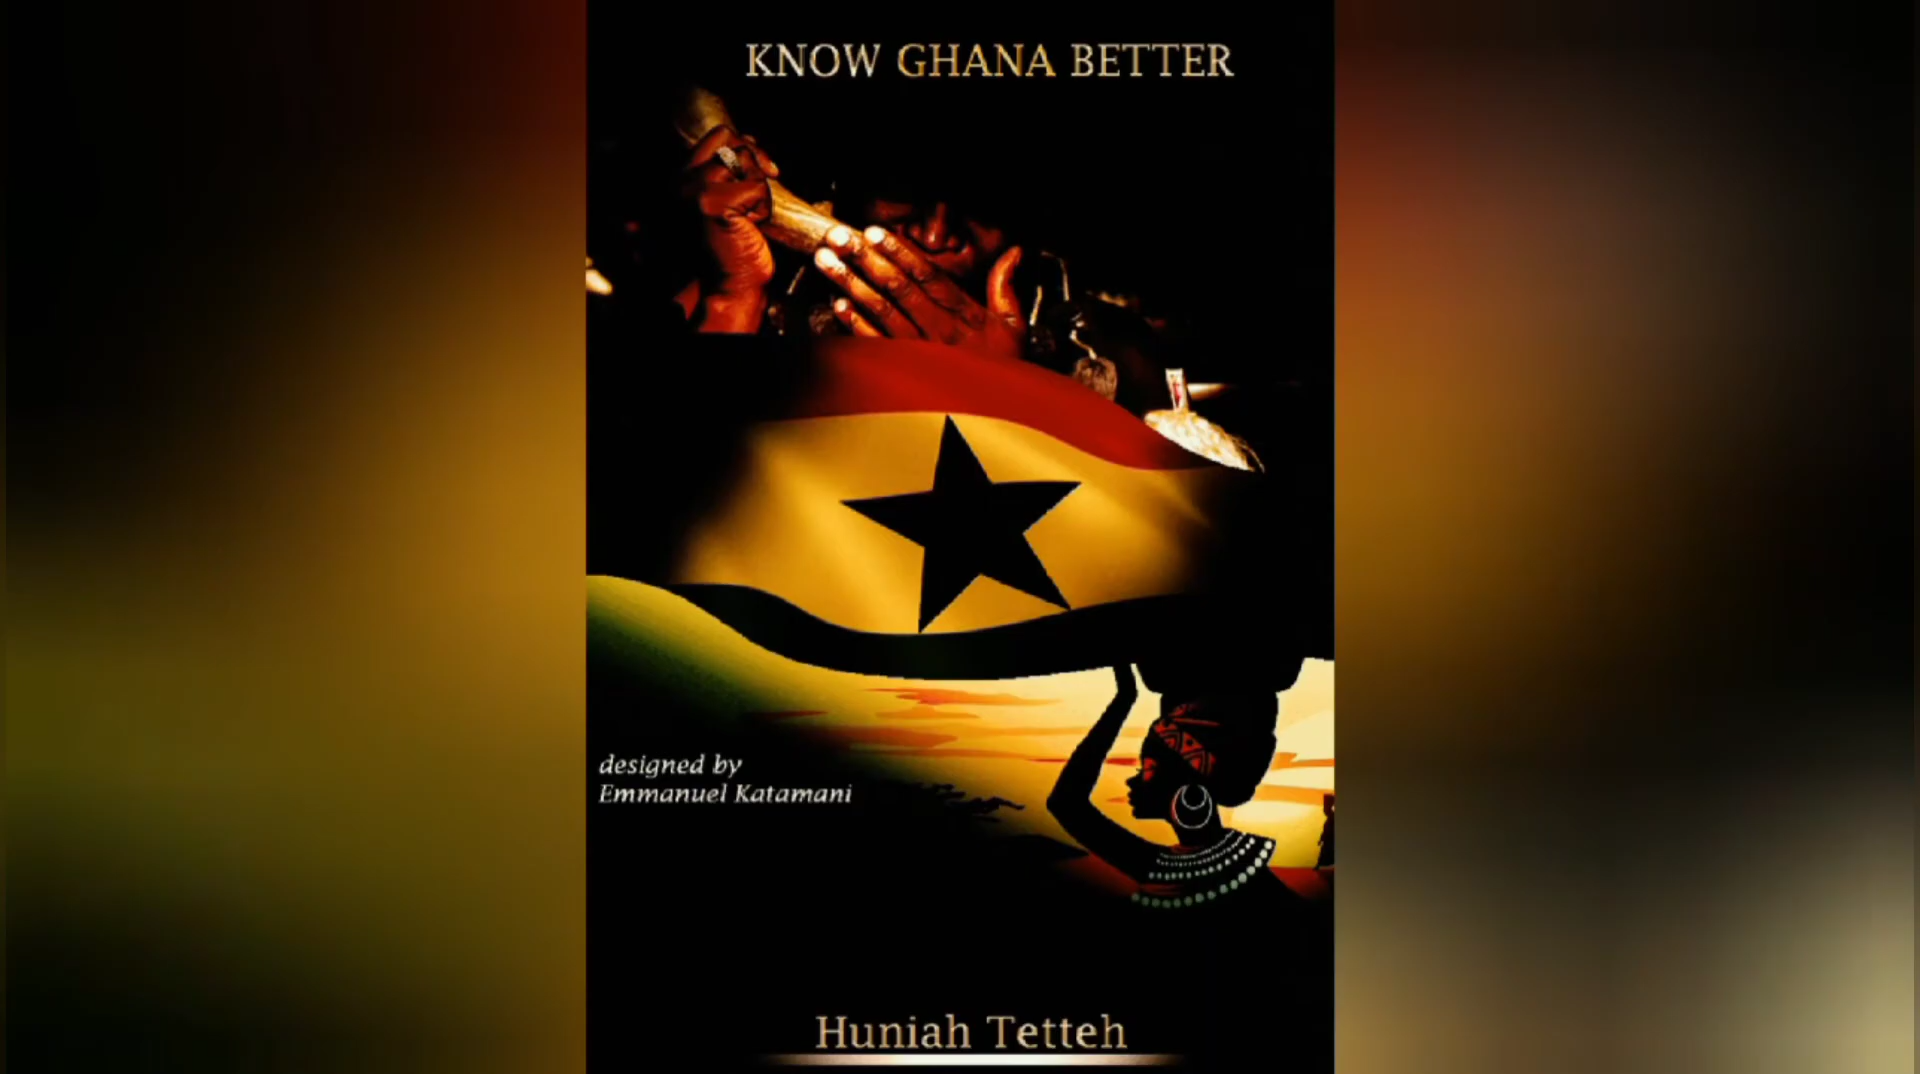 KNOW GHANA BETTER
designed by
Emmanuel Katamani
Huniah Tetteh